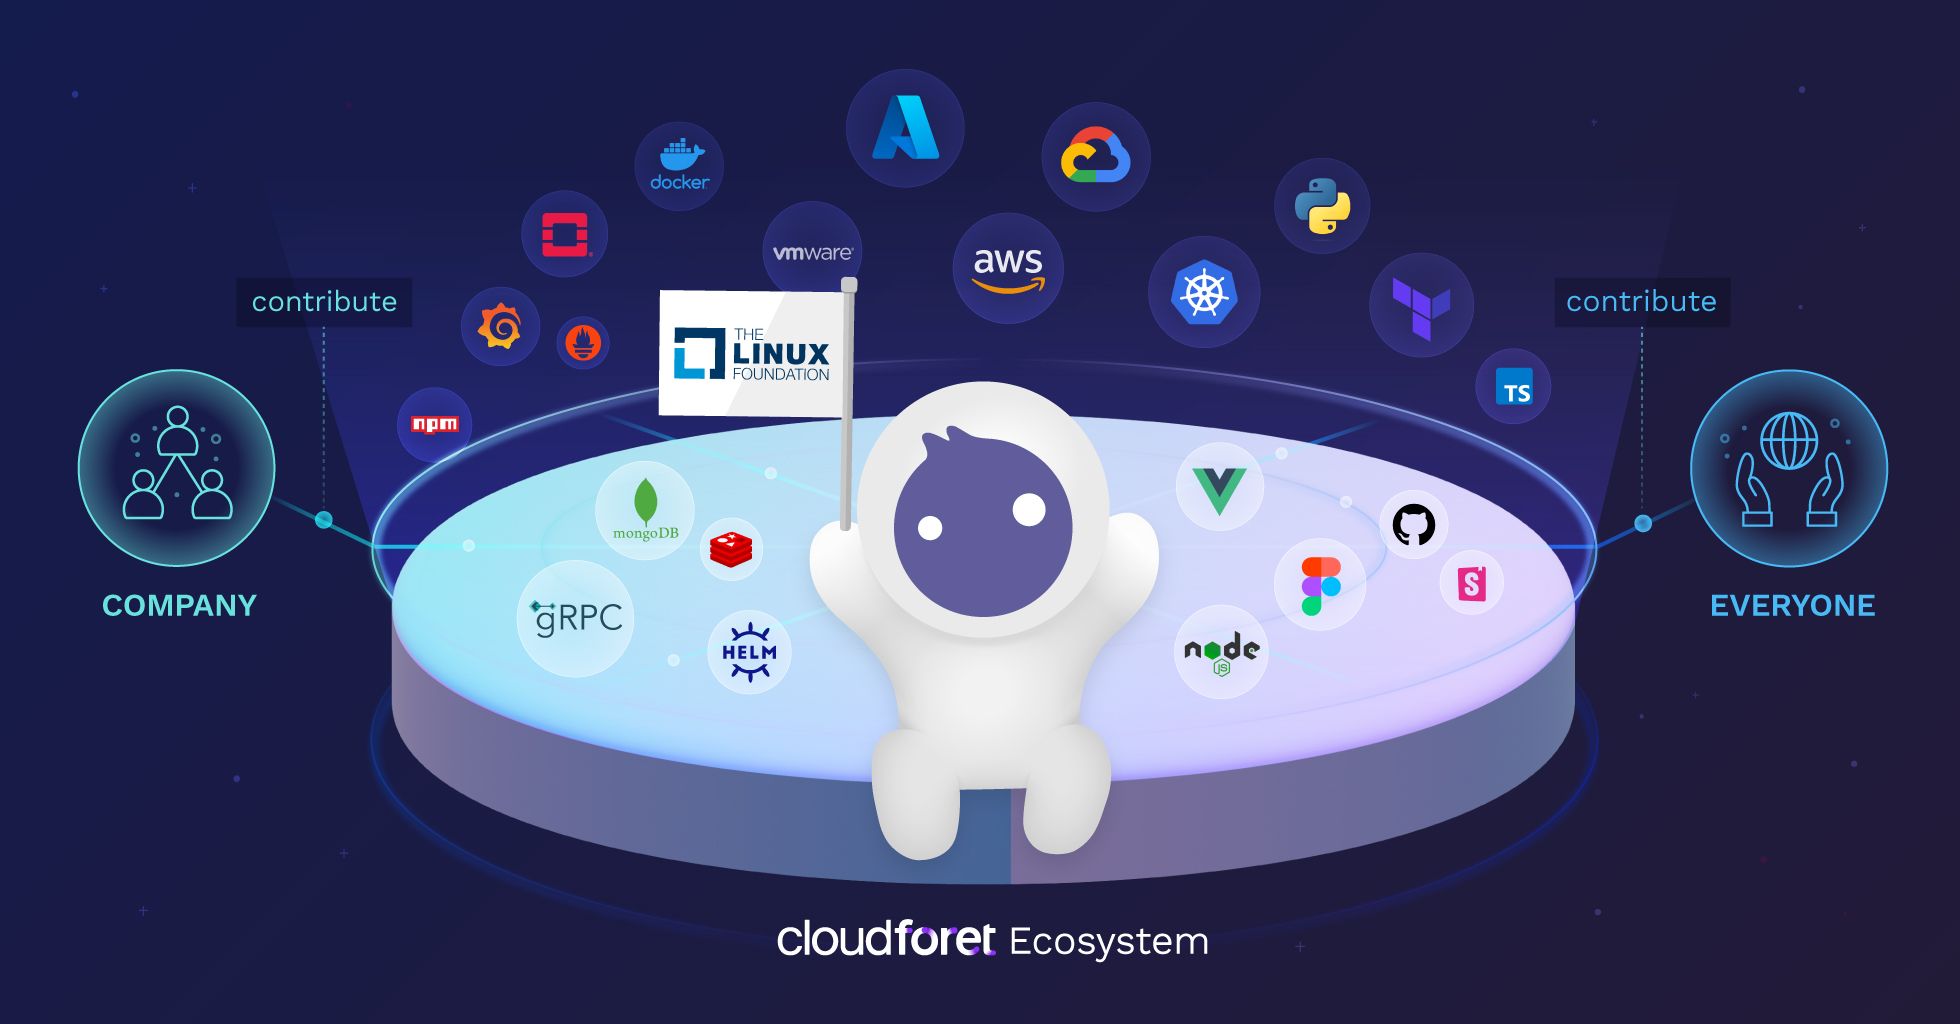 docker
vmware®
aws
contribute
contribute
THE
LINUX
FOUNDATION
TS
npm
mongoDB
gRPC
HELM
S
node
JS
COMPANY
EVERYONE
cloudforet Ecosystem